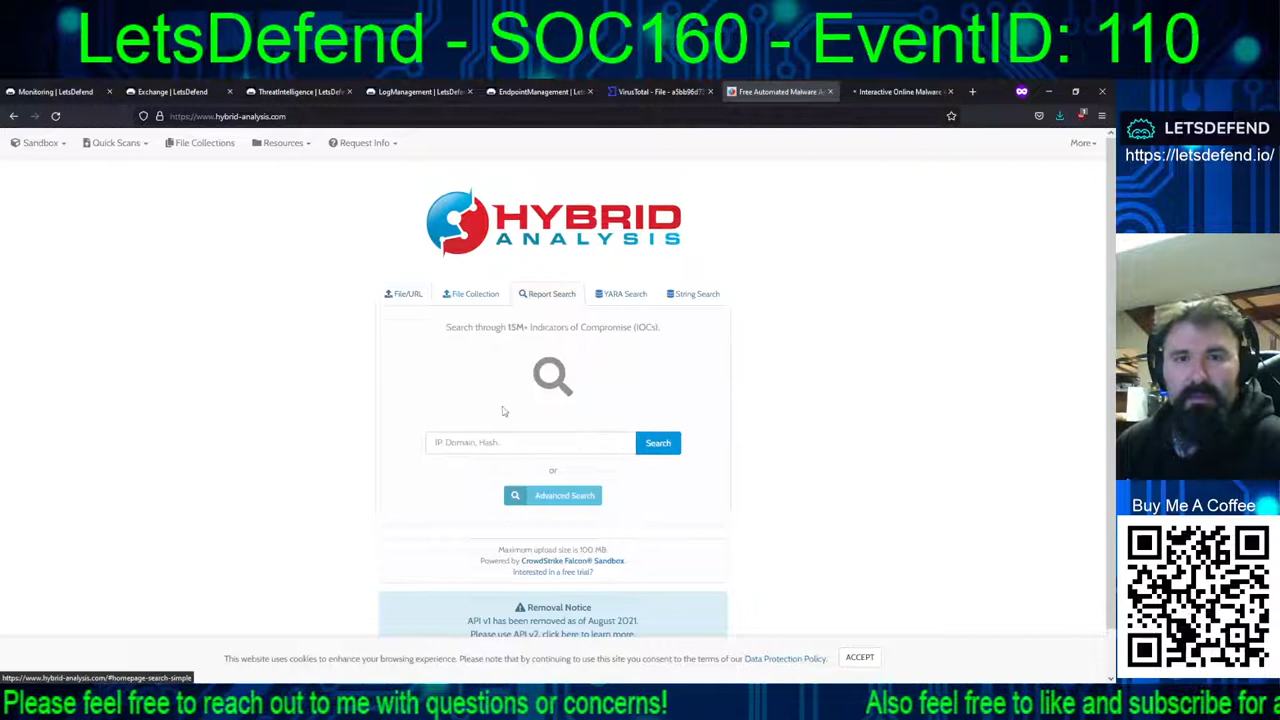 LetsDefend - SOC160 - EventID: 110
Monitoring | LetsDefend
Exchange | LetsDefend
ThreatIntelligence | LetsDefe
LogManagement | LetsDefen
EndpointManagement | Lets
VirusTotal - File - a5bb96d7
Free Automated Malware A
Interactive Online Malware
https://www.hybrid-analysis.com
Sandbox
Quick Scans
File Collections
Resources
Request Info
More
LETSDEFEND
https://letsdefend.io/
HYBRID
ANALYSIS
File/URL
File Collection
Report Search
YARA Search
String Search
Search through 15M+ Indicators of Compromise (IOCs).
IP, Domain, Hash..
Search
or
Advanced Search
Maximum upload size is 100 MB.
Powered by CrowdStrike Falcon® Sandbox.
Interested in a free trial?
Removal Notice
API v1 has been removed as of August 2021.
Please use API v2, click here to learn more.
This website uses cookies to enhance your browsing experience. Please note that by continuing to use this site you consent to the terms of our Data Protection Policy.
ACCEPT
https://www.hybrid-analysis.com/#homepage-search-simple
Buy Me A Coffee
Please feel free to reach out to me with questions or concerns!
Also feel free to like and subscribe for a